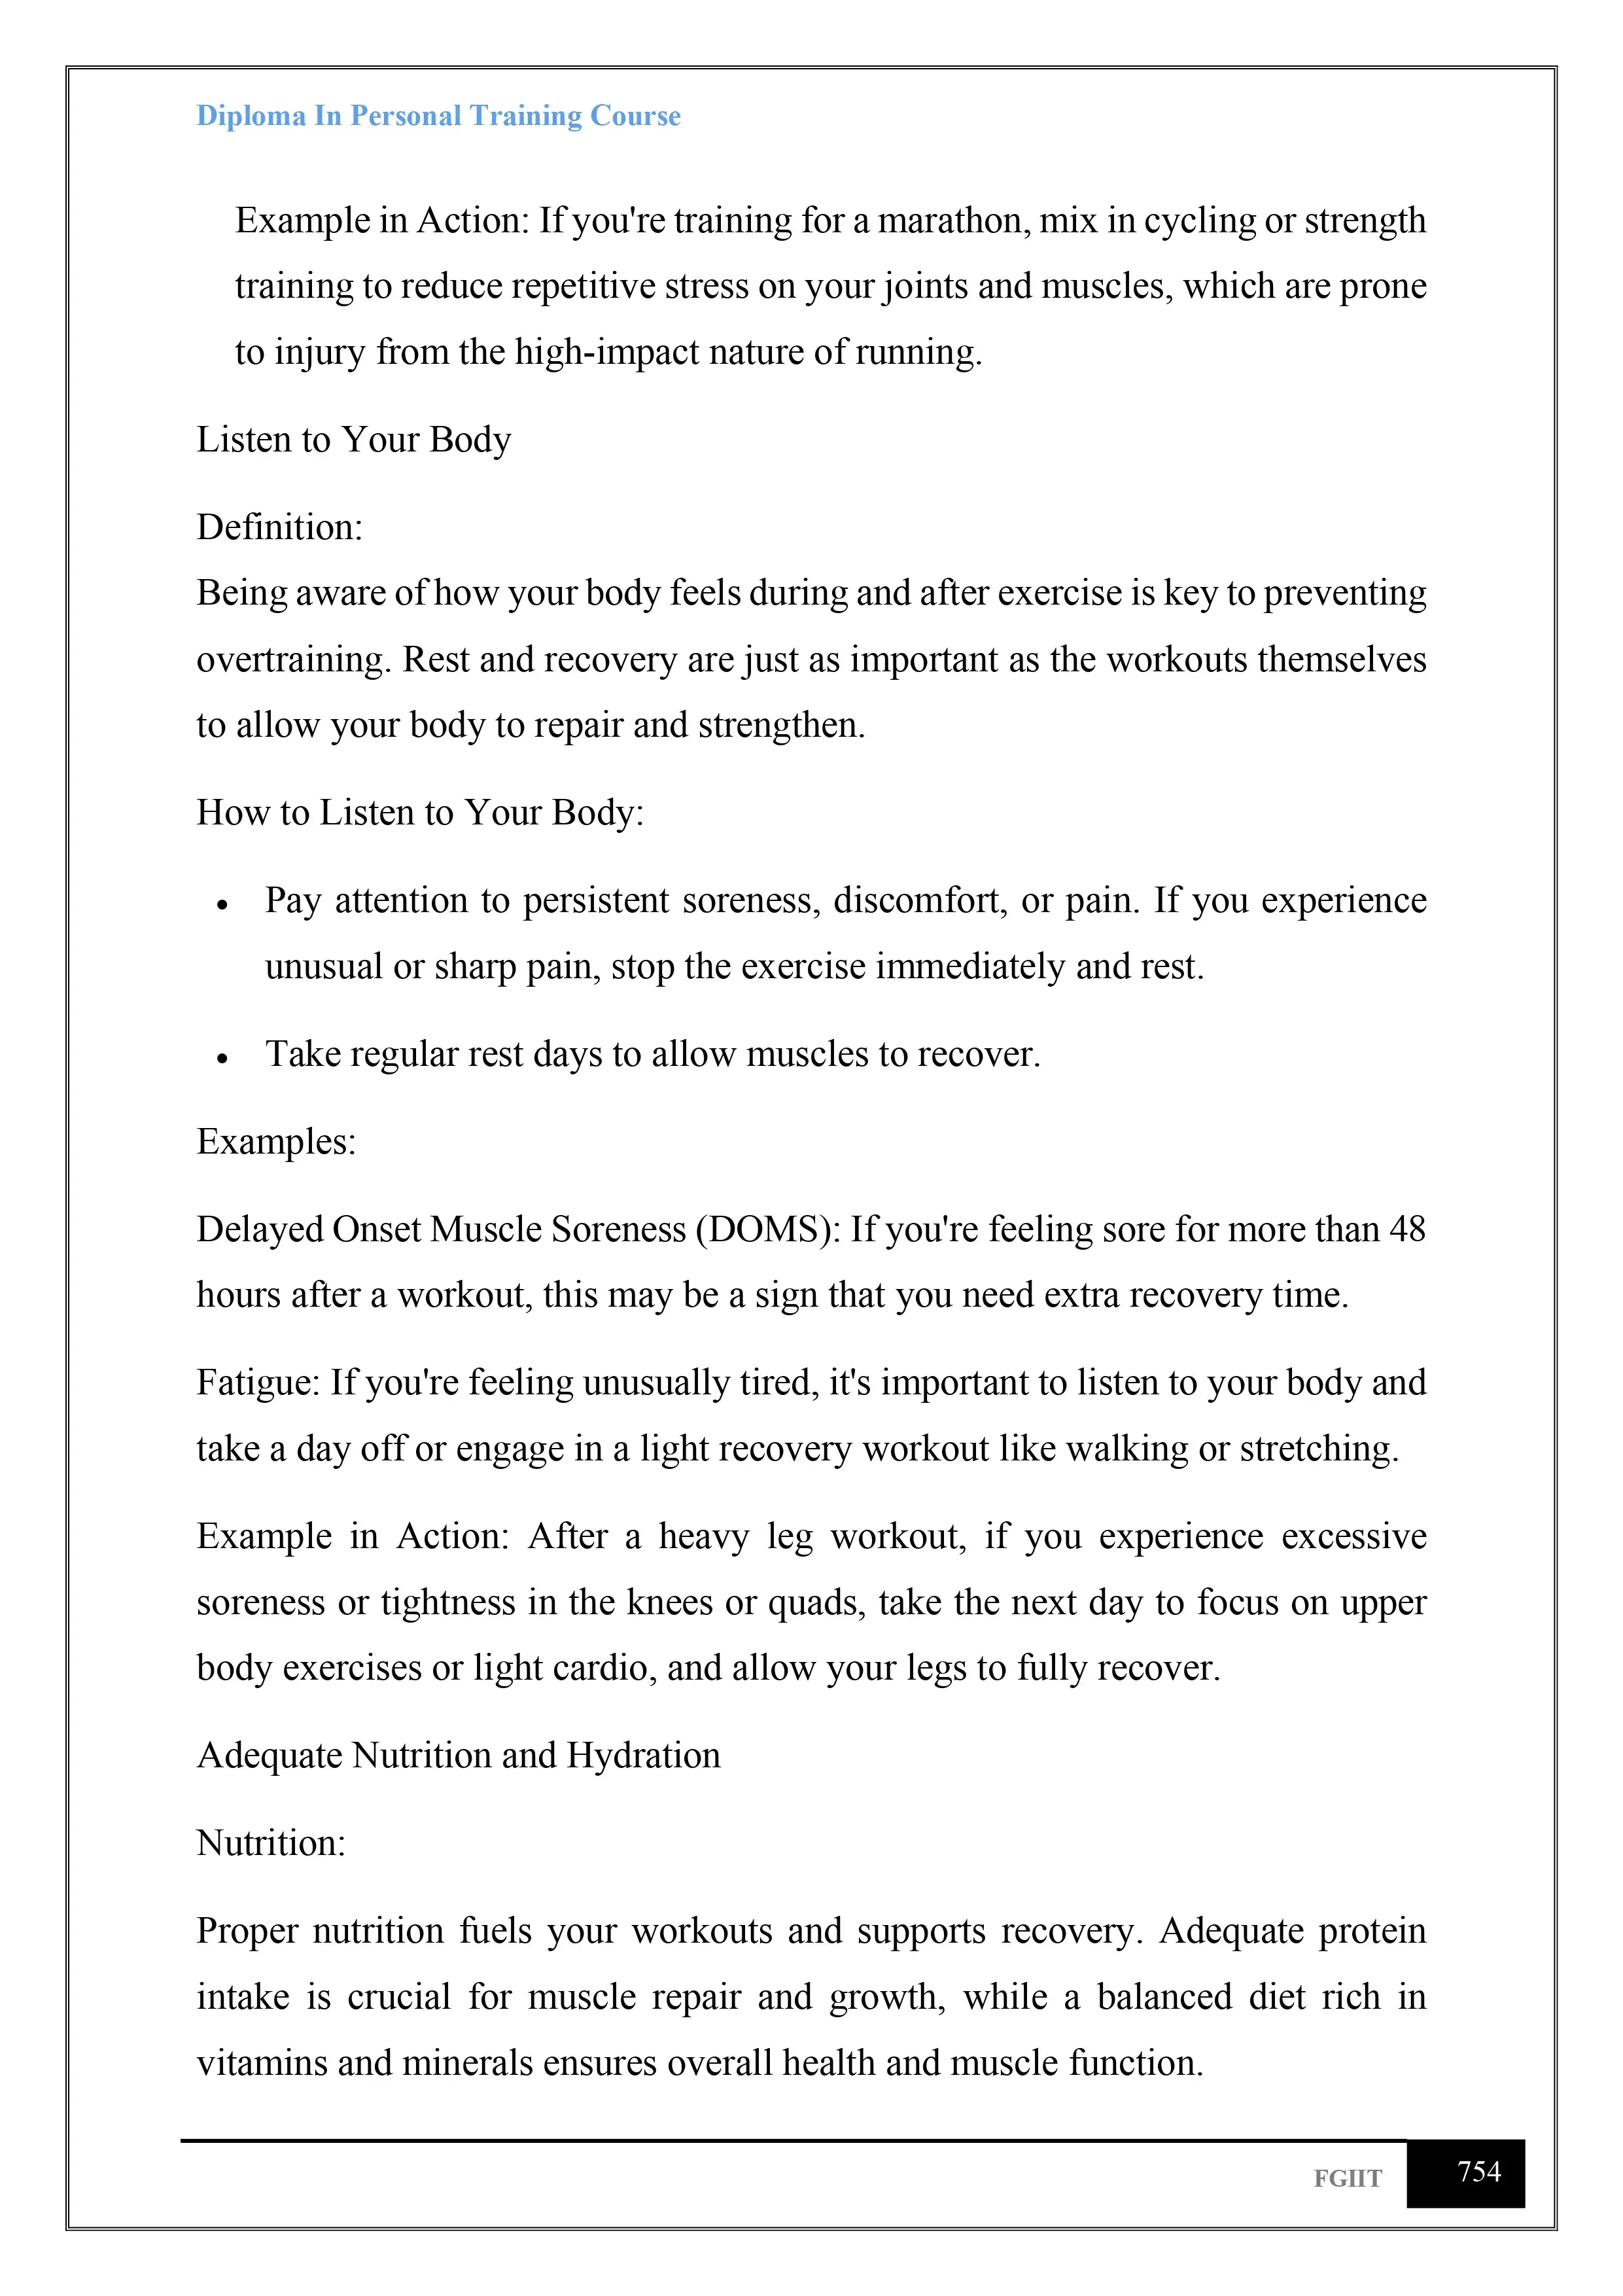 Diploma In Personal Training Course
Example in Action: If you're training for a marathon, mix in cycling or strength
training to reduce repetitive stress on your joints and muscles, which are prone
to injury from the high-impact nature of running.
Listen to Your Body
Definition:
Being aware of how your body feels during and after exercise is key to preventing
overtraining. Rest and recovery are just as important as the workouts themselves
to allow your body to repair and strengthen.
How to Listen to Your Body:
• Pay attention to persistent soreness, discomfort, or pain. If you experience
unusual or sharp pain, stop the exercise immediately and rest.
• Take regular rest days to allow muscles to recover.
Examples:
Delayed Onset Muscle Soreness (DOMS): If you're feeling sore for more than 48
hours after a workout, this may be a sign that you need extra recovery time.
Fatigue: If you're feeling unusually tired, it's important to listen to your body and
take a day off or engage in a light recovery workout like walking or stretching.
Example in Action: After a heavy leg workout, if you experience excessive
soreness or tightness in the knees or quads, take the next day to focus on upper
body exercises or light cardio, and allow your legs to fully recover.
Adequate Nutrition and Hydration
Nutrition:
Proper nutrition fuels your workouts and supports recovery. Adequate protein
intake is crucial for muscle repair and growth, while a balanced diet rich in
vitamins and minerals ensures overall health and muscle function.
FGIIT 754